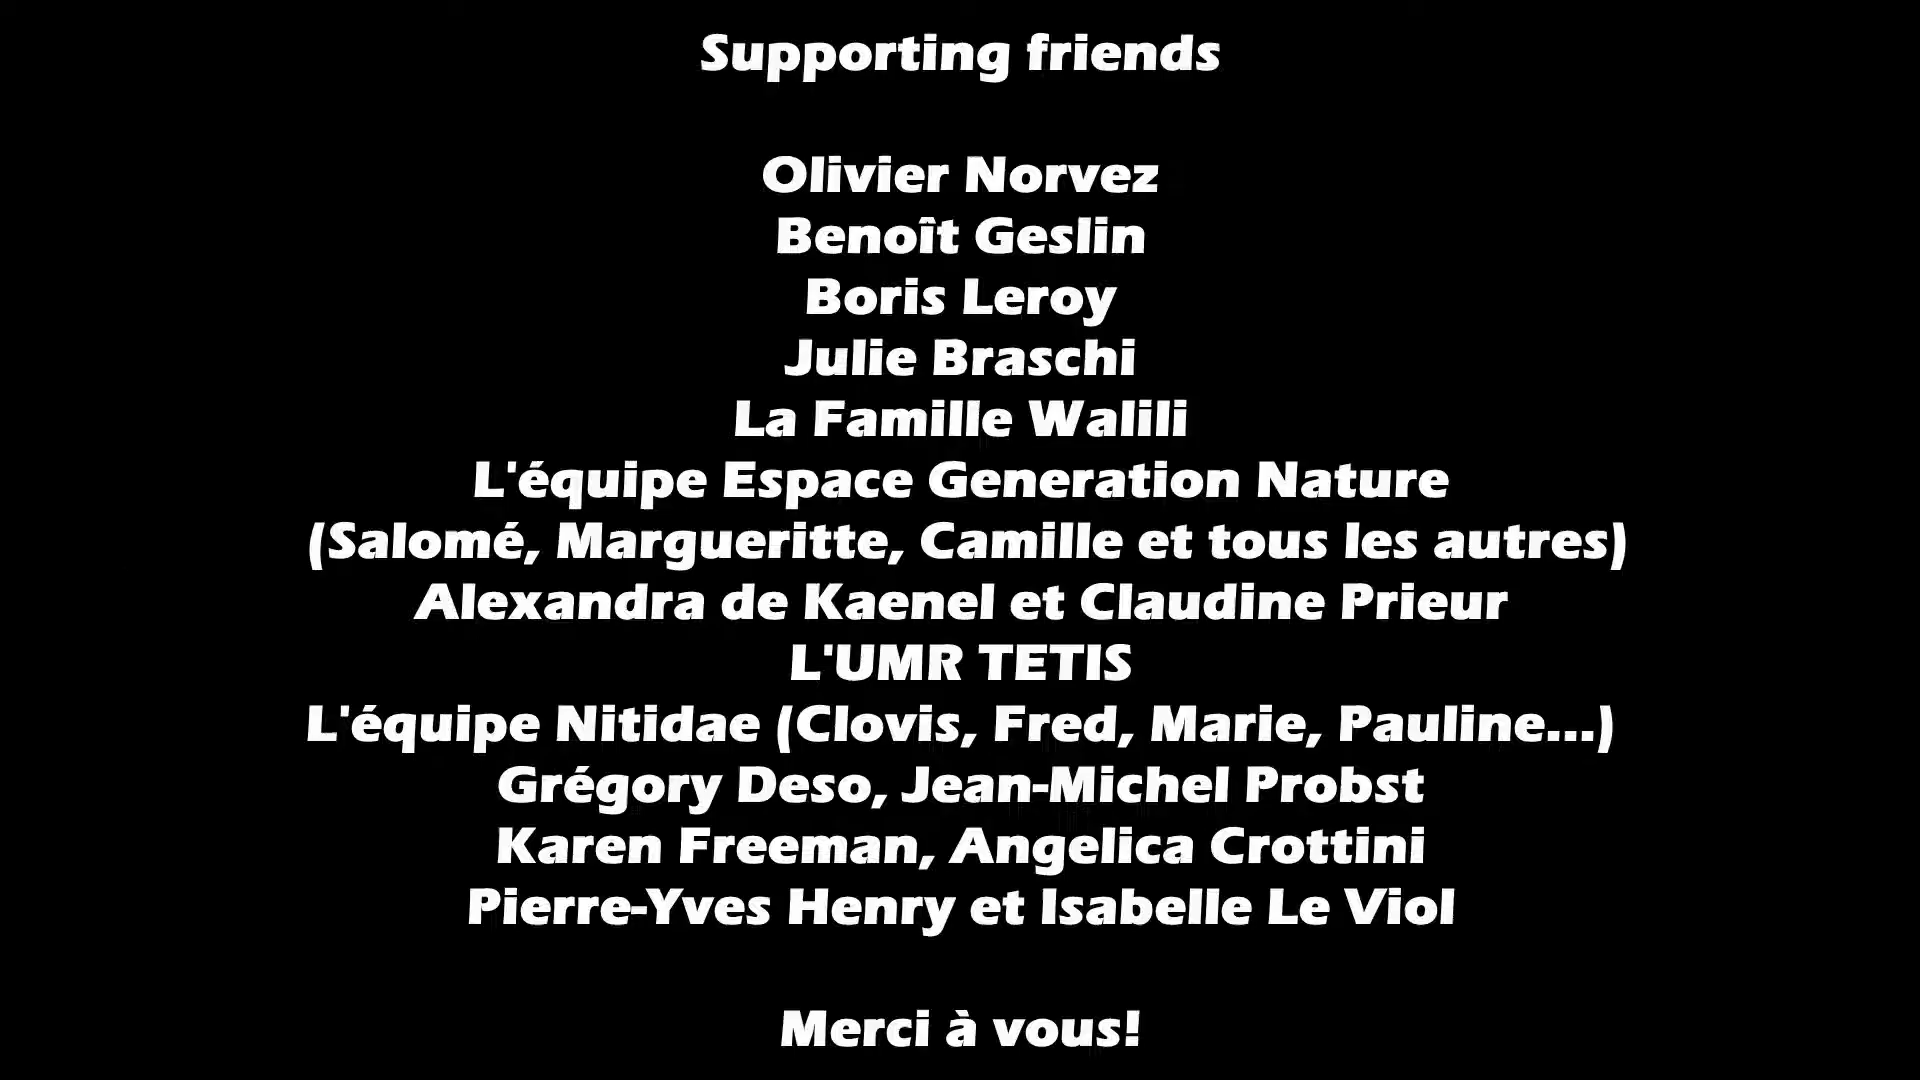 Supporting friends
Olivier Norvez
Benoît Geslin
Boris Leroy
Julie Braschi
La Famille Walili
L'équipe Espace Generation Nature
(Salomé, Margueritte, Camille et tous les autres)
Alexandra de Kaenel et Claudine Prieur
L'UMR TETIS
L'équipe Nitidae (Clovis, Fred, Marie, Pauline...)
Grégory Deso, Jean-Michel Probst
Karen Freeman, Angelica Crottini
Pierre-Yves Henry et Isabelle Le Viol
Merci à vous!